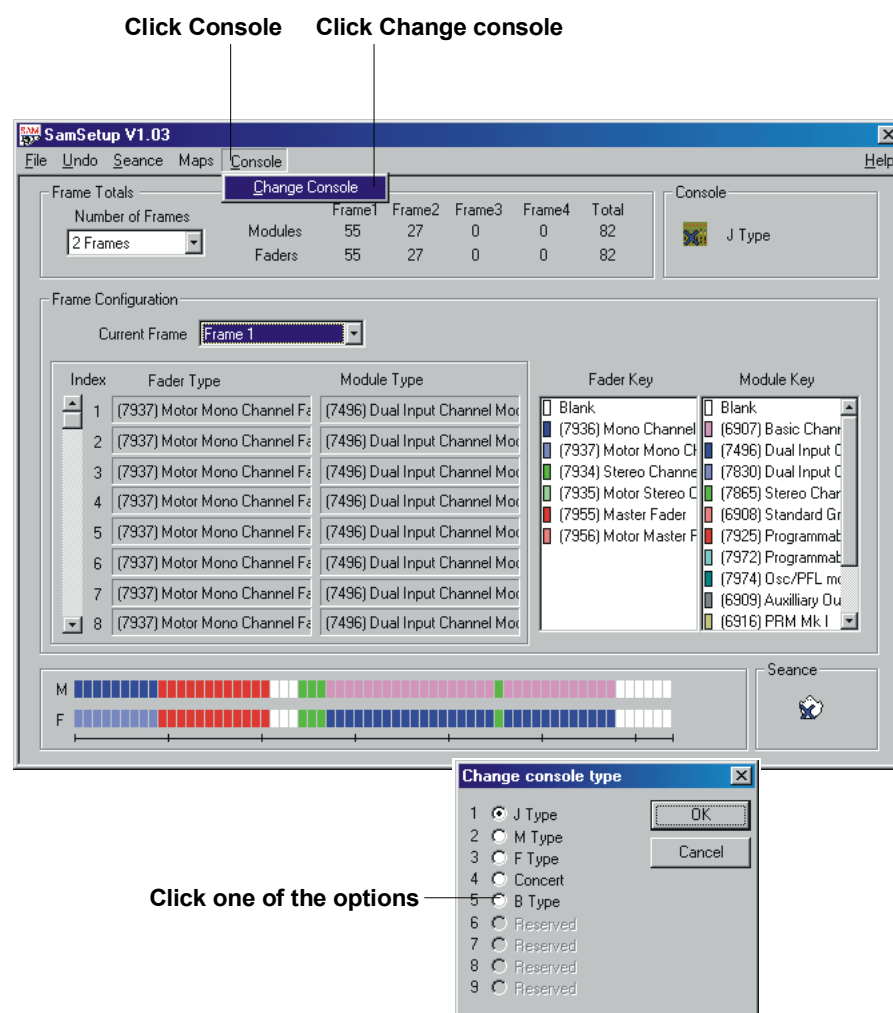 Click Console Click Change console
SamSetup V1.03
File Undo Seance Maps Console Help
Change Console
Frame Totals
Number of Frames
2 Frames
Frame1 Frame2 Frame3 Frame4 Total
Modules 55 27 0 0 82
Faders 55 27 0 0 82
Console
J Type
Frame Configuration
Current Frame Frame 1
Index Fader Type Module Type
1 (7937) Motor Mono Channel Fa (7496) Dual Input Channel Moc
2 (7937) Motor Mono Channel Fa (7496) Dual Input Channel Moc
3 (7937) Motor Mono Channel Fa (7496) Dual Input Channel Moc
4 (7937) Motor Mono Channel Fa (7496) Dual Input Channel Moc
5 (7937) Motor Mono Channel Fa (7496) Dual Input Channel Moc
6 (7937) Motor Mono Channel Fa (7496) Dual Input Channel Moc
7 (7937) Motor Mono Channel Fa (7496) Dual Input Channel Moc
8 (7937) Motor Mono Channel Fa (7496) Dual Input Channel Moc
Fader Key
Blank
(7936) Mono Channel
(7937) Motor Mono Ch
(7934) Stereo Channe
(7935) Motor Stereo C
(7955) Master Fader
(7956) Motor Master F
Module Key
Blank
(6907) Basic Chanr
(7496) Dual Input C
(7830) Dual Input C
(7865) Stereo Char
(6908) Standard Gr
(7925) Programmab
(7972) Programmab
(7974) Osc/PFL mo
(6909) Auxilliary Ou
(6916) PRM Mk I
M
F
Seance
Change console type
1 J Type
2 M Type
3 F Type
4 Concert
5 B Type
6 Reserved
7 Reserved
8 Reserved
9 Reserved
OK
Cancel
Click one of the options